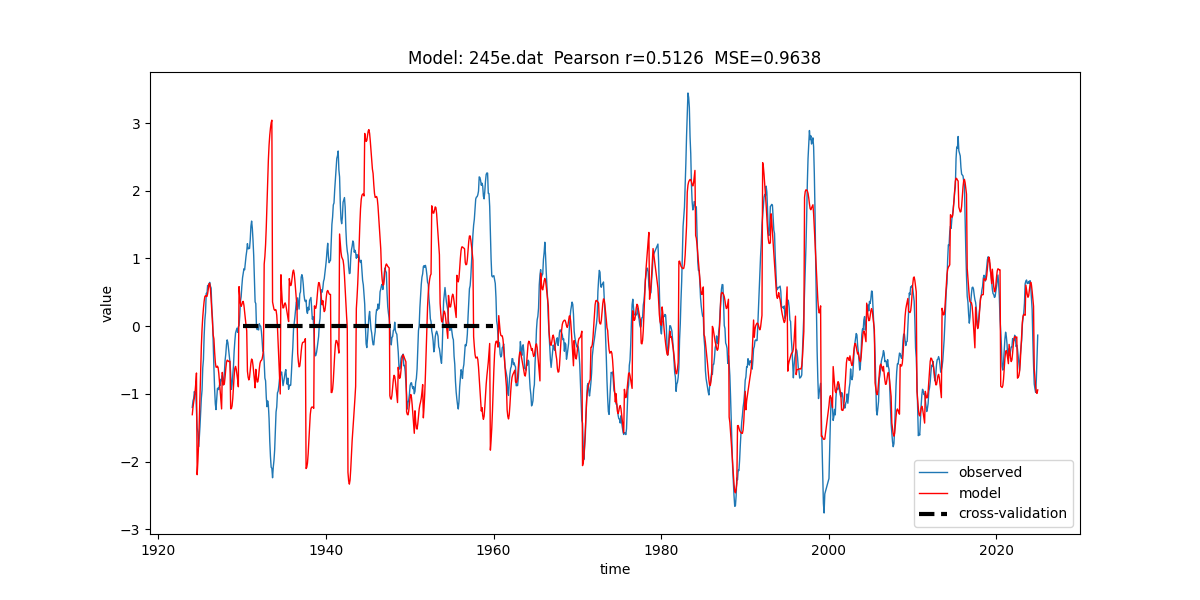 Model: 245e.dat  Pearson r=0.5126  MSE=0.9638
value
3
2
1
0
−1
−2
−3
1920
1940
1960
1980
2000
2020
time
observed
model
cross-validation